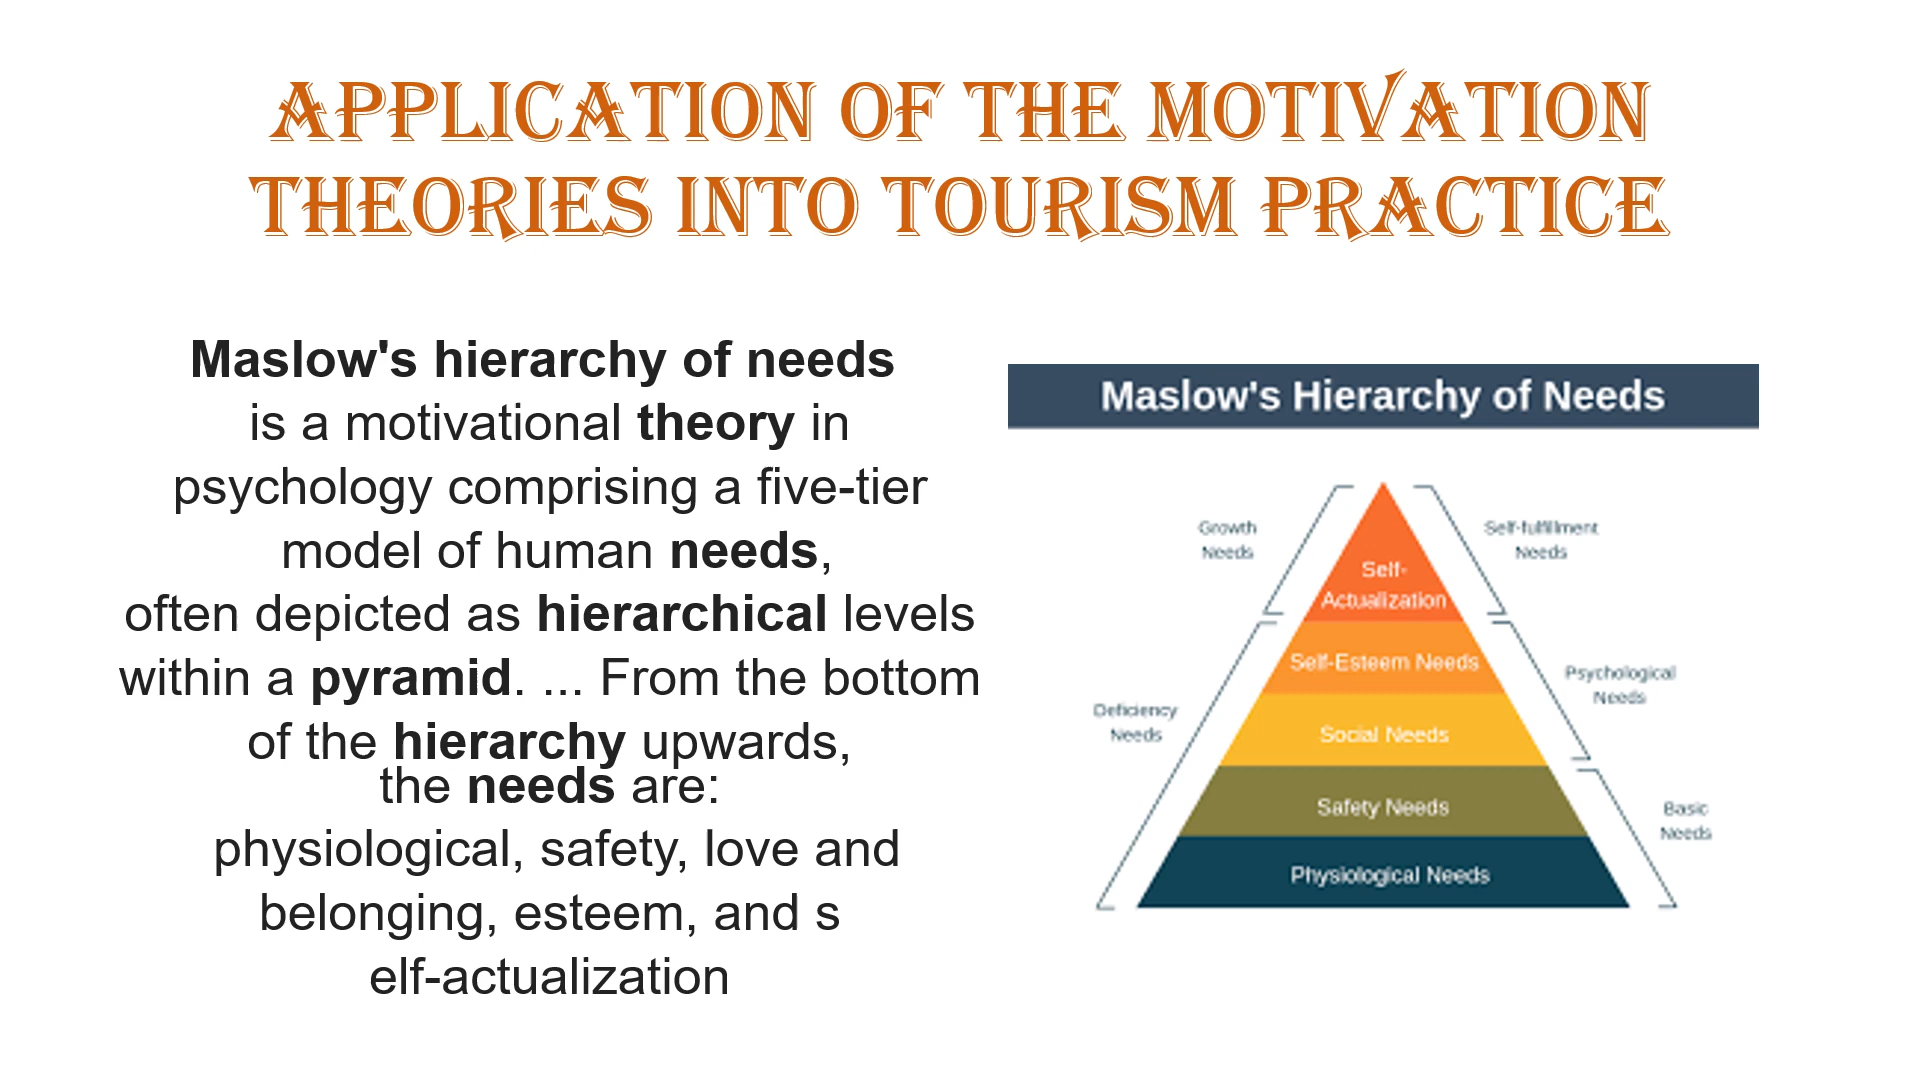 APPLICATION OF THE MOTIVATION
THEORIES INTO TOURISM PRACTICE
Maslow's hierarchy of needs
is a motivational theory in
psychology comprising a five-tier
model of human needs,
often depicted as hierarchical levels
within a pyramid. ... From the bottom
of the hierarchy upwards,
the needs are:
physiological, safety, love and
belonging, esteem, and s
elf-actualization
Maslow's Hierarchy of Needs
Growth
Needs
Self-fulfillment
Needs
Self-
Actualization
Self-Esteem Needs
Psychological
Needs
Deficiency
Needs
Social Needs
Safety Needs
Basic
Needs
Physiological Needs